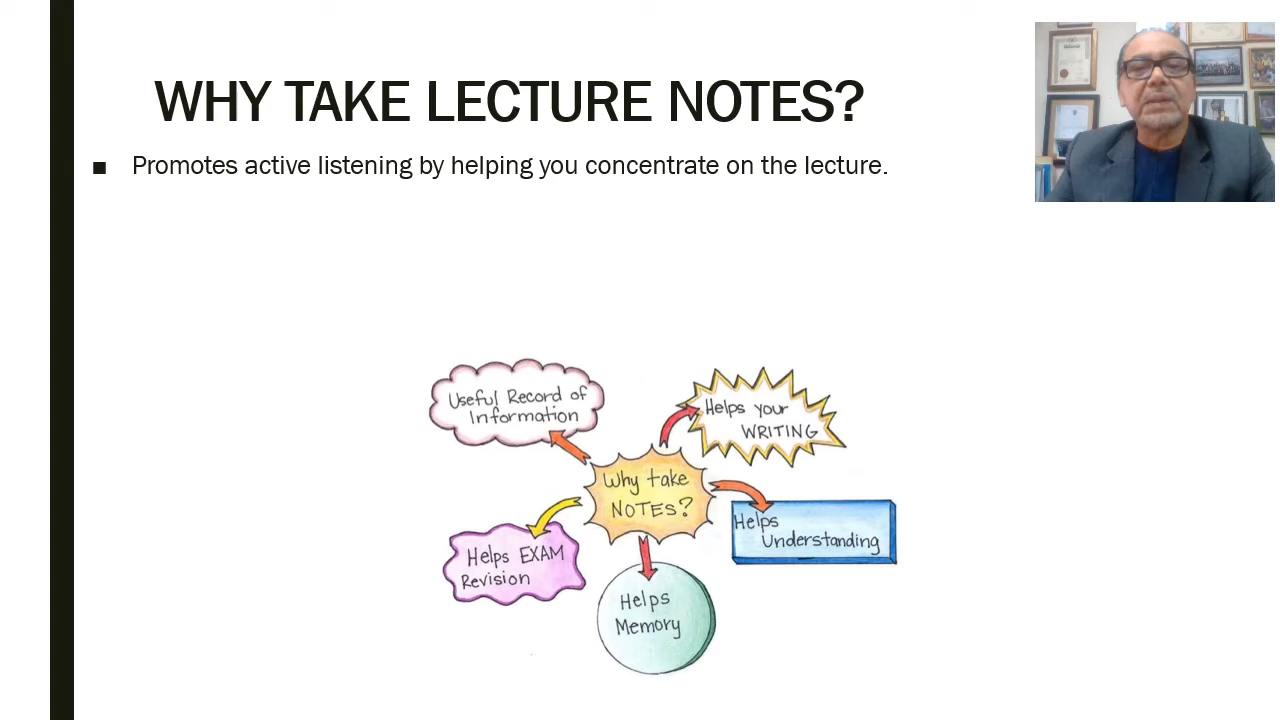 WHY TAKE LECTURE NOTES?
■ Promotes active listening by helping you concentrate on the lecture.
Useful Record of
Information
Helps your
WRITING
Why take
NOTES?
Helps
Understanding
Helps EXAM
Revision
Helps
Memory